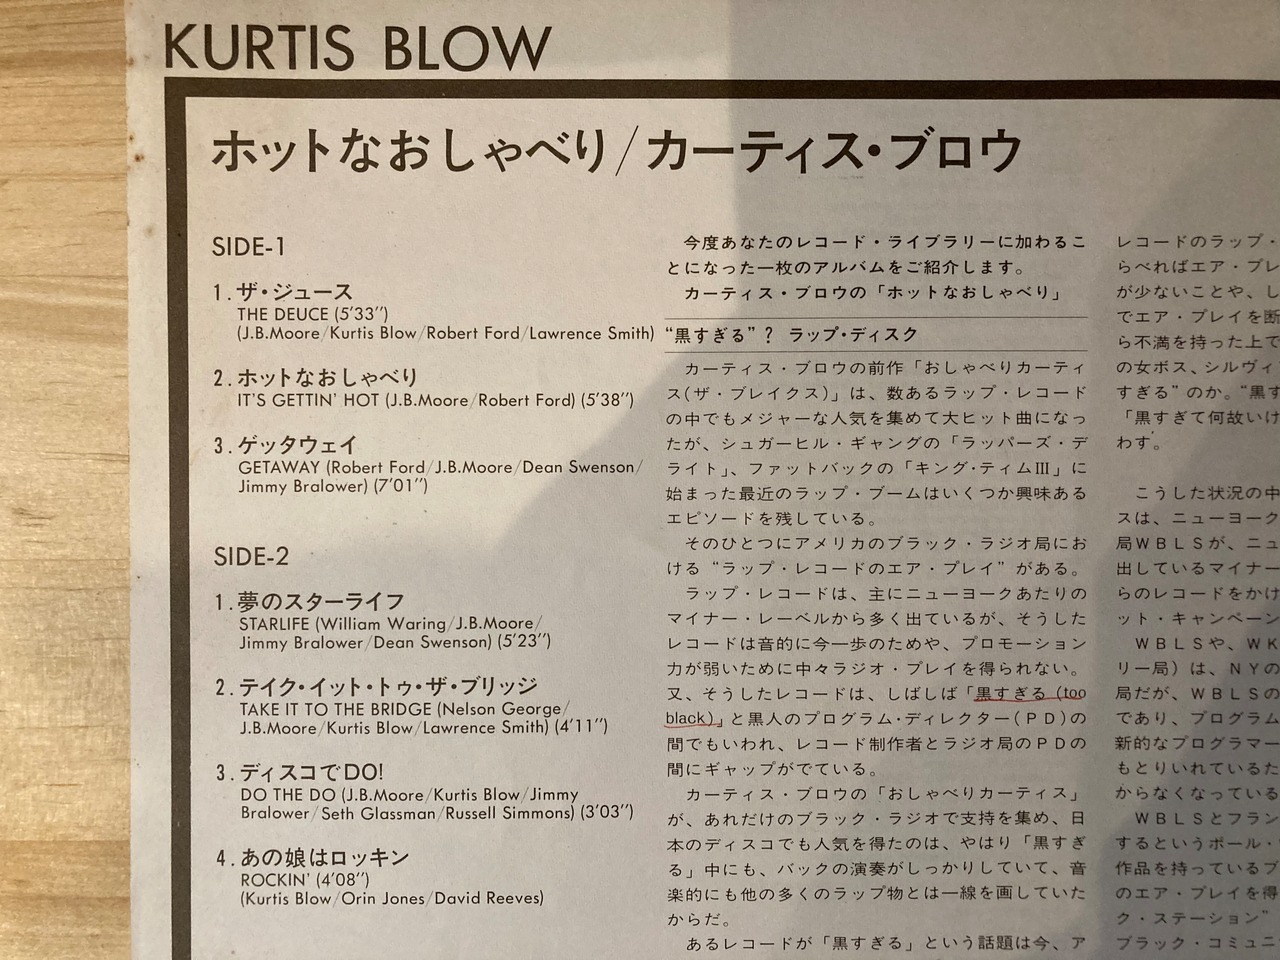 KURTIS BLOW
ホットなおしゃべり/カーティス・ブロウ
SIDE-1
1.ザ・ジュース
THE DEUCE (5'33")
(J.B.Moore/Kurtis Blow/Robert Ford/Lawrence Smith)
2.ホットなおしゃべり
IT'S GETTIN' HOT (J.B.Moore/Robert Ford) (5'38")
3.ゲッタウェイ
GETAWAY (Robert Ford/J.B.Moore/Dean Swenson/
Jimmy Bralower) (7'01")
SIDE-2
1.夢のスターライフ
STARLIFE (William Waring/J.B.Moore/
Jimmy Bralower/Dean Swenson) (5'23")
2.テイク・イット・トゥ・ザ・ブリッジ
TAKE IT TO THE BRIDGE (Nelson George/
J.B.Moore/Kurtis Blow/Lawrence Smith) (4'11")
3.ディスコでDO!
DO THE DO (J.B.Moore/Kurtis Blow/Jimmy
Bralower/Seth Glassman/Russell Simmons) (3'03")
4.あの娘はロッキン
ROCKIN' (4'08")
(Kurtis Blow/Orin Jones/David Reeves)
今度あなたのレコード・ライブラリーに加わるこ
とになった一枚のアルバムをご紹介します。
カーティス・ブロウの「ホットなおしゃべり」
“黒すぎる”? ラップ・ディスク
カーティス・ブロウの前作「おしゃべりカーティ
ス(ザ・ブレイクス)」は、数あるラップ・レコード
の中でもメジャーな人気を集めて大ヒット曲になっ
たが、シュガーヒル・ギャングの「ラッパーズ・デ
ライト」、ファットバックの「キング・ティムIII」に
始まった最近のラップ・ブームはいくつか興味ある
エピソードを残している。
そのひとつにアメリカのブラック・ラジオ局にお
ける“ラップ・レコードのエア・プレイ”がある。
ラップ・レコードは、主にニューヨークあたりの
マイナー・レーベルから多く出ているが、そうした
レコードは音的に今一歩のためや、プロモーション
力が弱いために中々ラジオ・プレイを得られない。
又、そうしたレコードは、しばしば「黒すぎる(too
black)」と黒人のプログラム・ディレクター(PD)の
間でもいわれ、レコード制作者とラジオ局のPDの
間にギャップがでている。
カーティス・ブロウの「おしゃべりカーティス」
が、あれだけのブラック・ラジオで支持を集め、日
本のディスコでも人気を得たのは、やはり「黒すぎ
る」中にも、バックの演奏がしっかりしていて、音
楽的にも他の多くのラップ物とは一線を画していた
からだ。
あるレコードが「黒すぎる」という話題は今、ア
レコードのラップ・
らべればエア・プレ
が少ないことや、し
でエア・プレイを断
ら不満を持った上で
の女ボス、シルヴィ
すぎる”のか。“黒す
「黒すぎて何故いけ
わす。
こうした状況の中
スは、ニューヨーク
局WBLSが、ニュ
出しているマイナー
らのレコードをかけ
ット・キャンペーン
WBLSや、WK
リー局)は、NYの
局だが、WBLSの
であり、プログラム
新的なプログラマー
もとりいれているた
からなくなっている
WBLSとフラン
するというポール・
作品を持っているプ
のエア・プレイを得
ク・ステーション”
ブラック・コミュニ